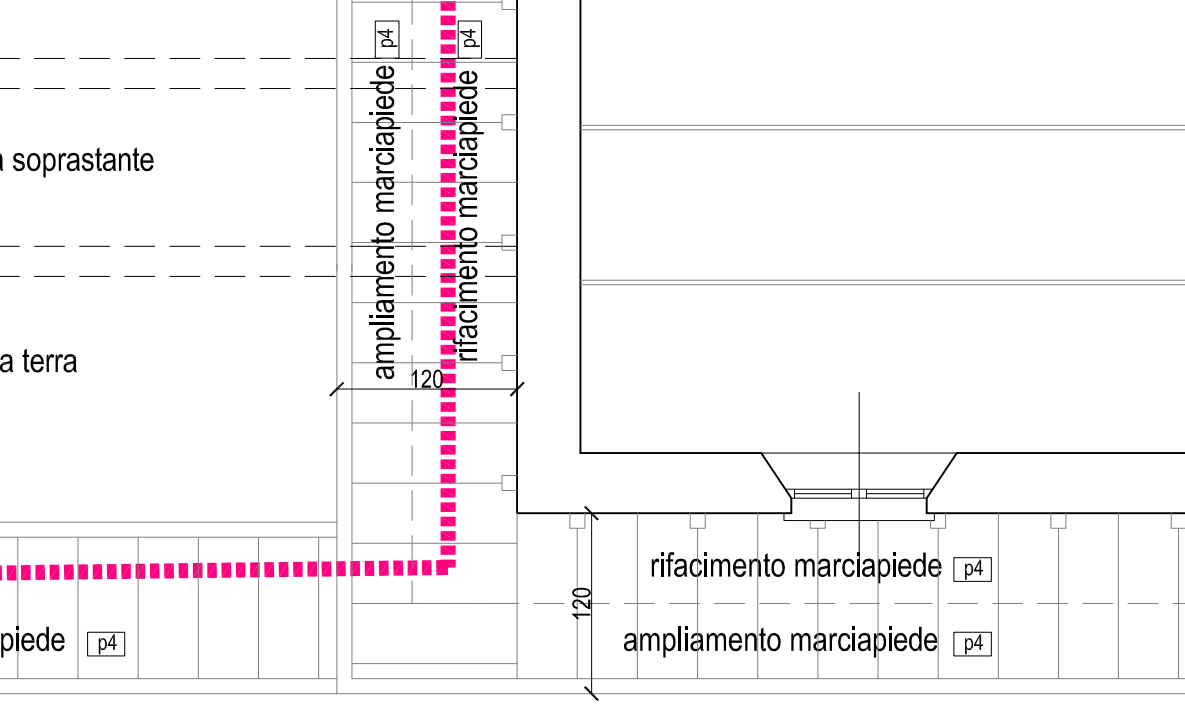 p4
p4
ampliamento marciapiede
rifacimento marciapiede
soprastante
a terra
120
rifacimento marciapiede p4
120
ampliamento marciapiede p4
piede p4